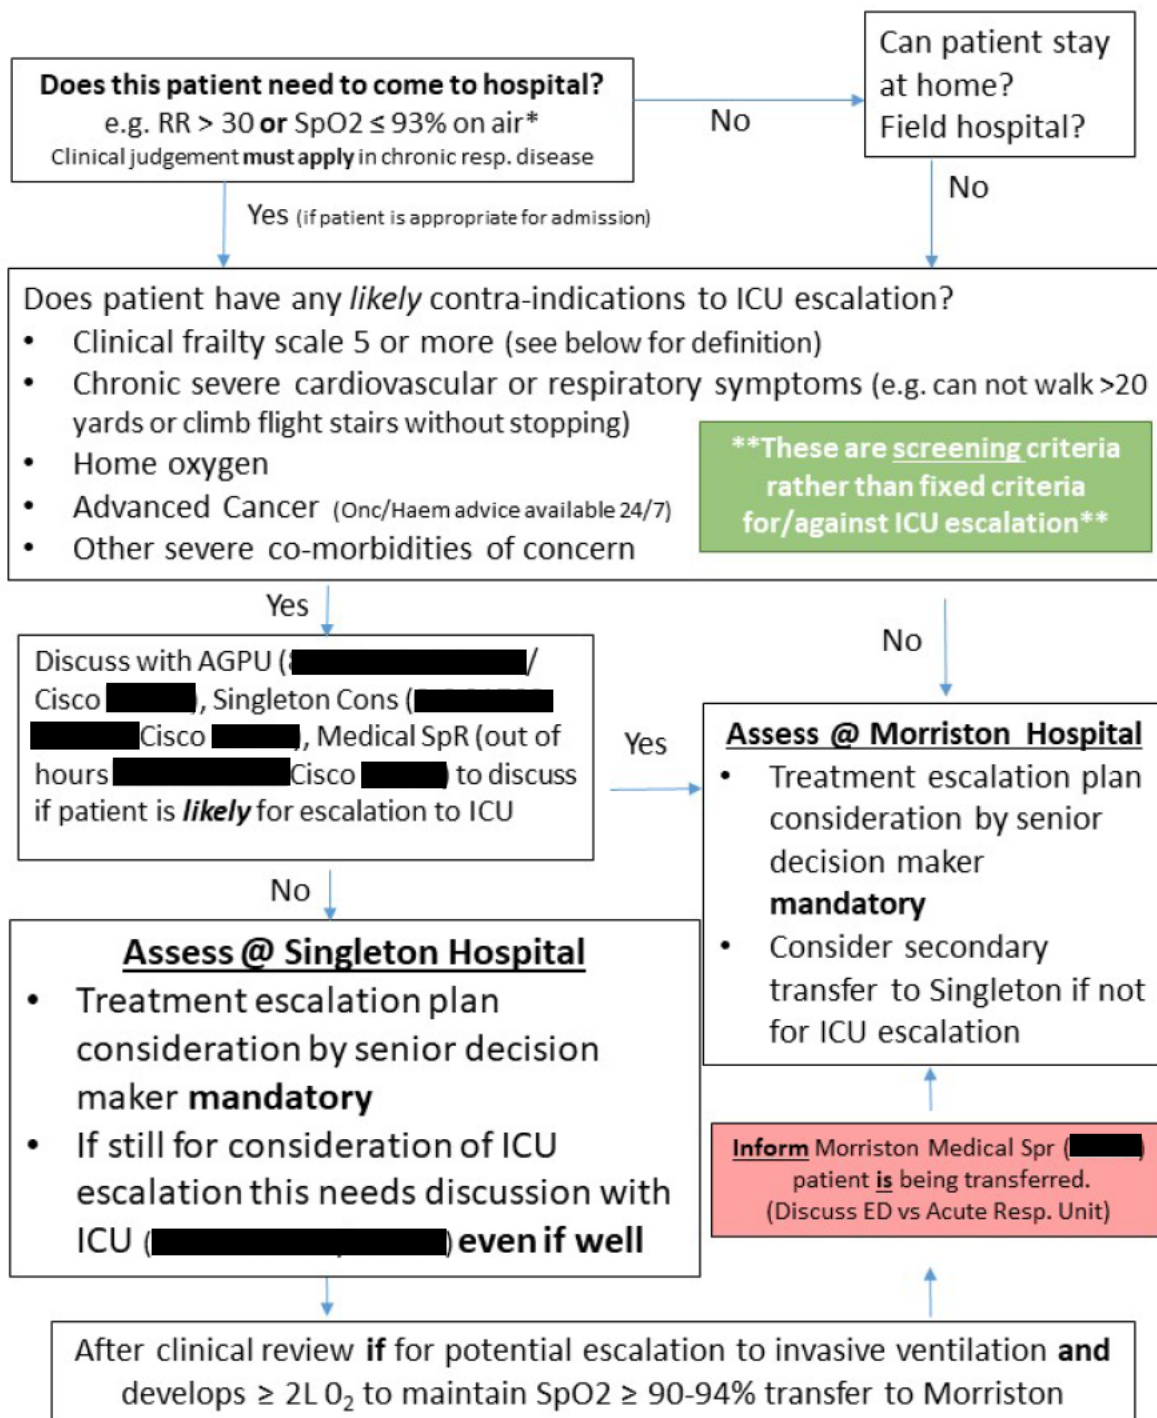 Does this patient need to come to hospital?
e.g. RR > 30 or SpO2 ≤ 93% on air*
Clinical judgement must apply in chronic resp. disease
No
Can patient stay
at home?
Field hospital?
Yes (if patient is appropriate for admission)
No
Does patient have any likely contra-indications to ICU escalation?
• Clinical frailty scale 5 or more (see below for definition)
• Chronic severe cardiovascular or respiratory symptoms (e.g. can not walk >20
yards or climb flight stairs without stopping)
• Home oxygen
• Advanced Cancer (Onc/Haem advice available 24/7)
• Other severe co-morbidities of concern
**These are screening criteria
rather than fixed criteria
for/against ICU escalation**
Yes
No
Discuss with AGPU ( /
Cisco ), Singleton Cons (
Cisco ), Medical SpR (out of
hours Cisco ) to discuss
if patient is likely for escalation to ICU
Yes
No
Assess @ Morriston Hospital
• Treatment escalation plan
consideration by senior
decision maker
mandatory
• Consider secondary
transfer to Singleton if not
for ICU escalation
Assess @ Singleton Hospital
• Treatment escalation plan
consideration by senior decision
maker mandatory
• If still for consideration of ICU
escalation this needs discussion with
ICU ( ) even if well
Inform Morriston Medical Spr ( )
patient is being transferred.
(Discuss ED vs Acute Resp. Unit)
After clinical review if for potential escalation to invasive ventilation and
develops ≥ 2L O₂ to maintain SpO2 ≥ 90-94% transfer to Morriston